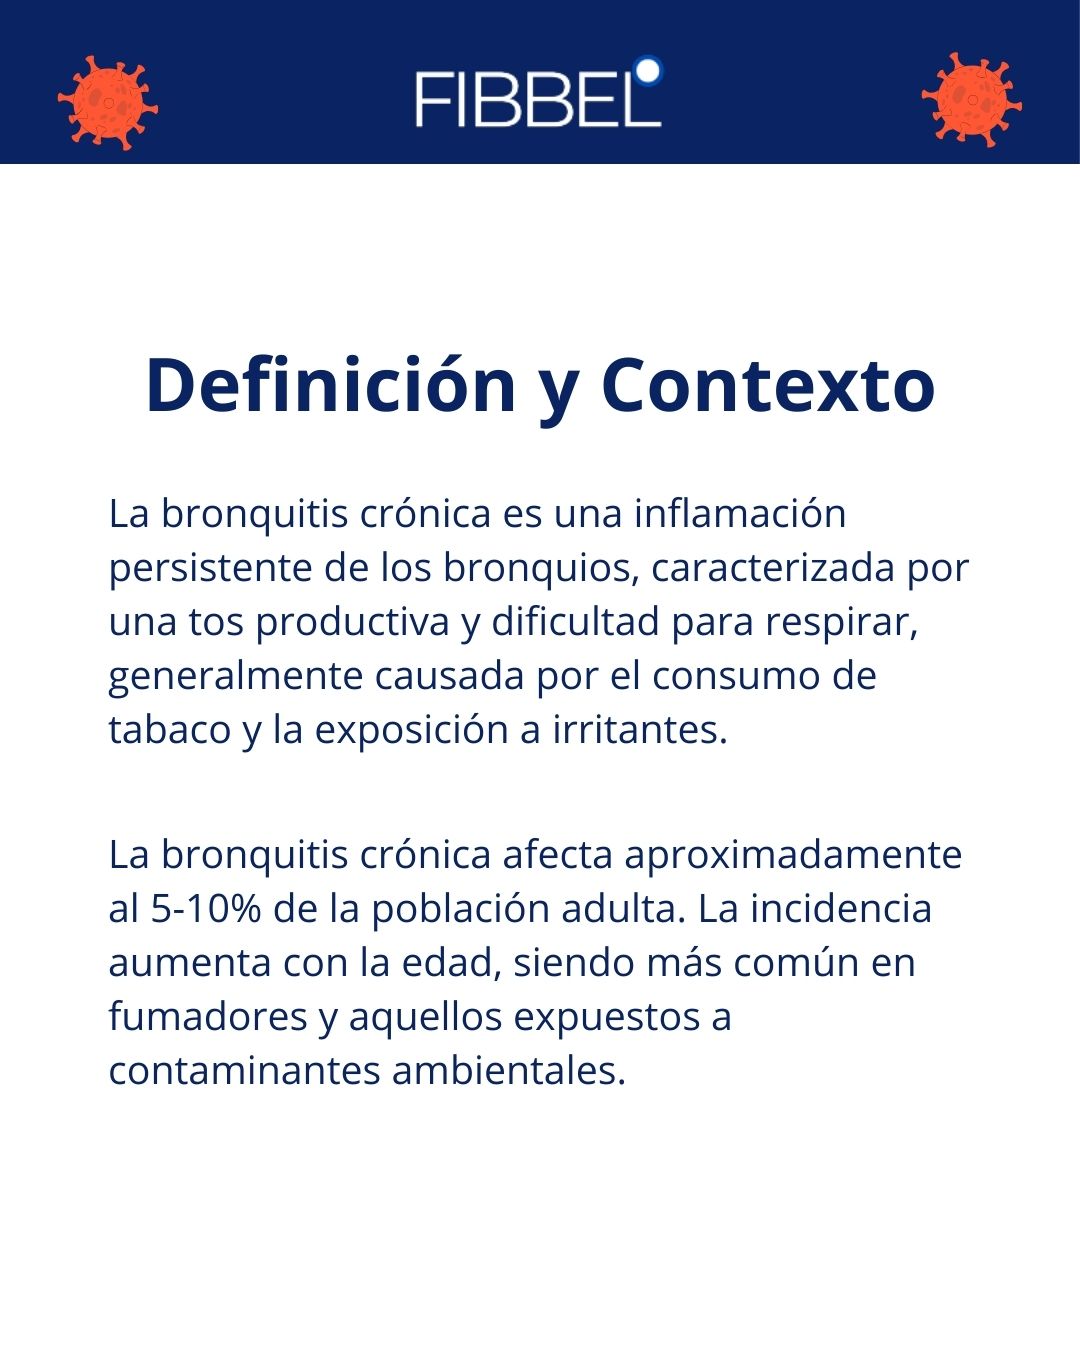 FIBBEL
Definición y Contexto
La bronquitis crónica es una inflamación
persistente de los bronquios, caracterizada por
una tos productiva y dificultad para respirar,
generalmente causada por el consumo de
tabaco y la exposición a irritantes.
La bronquitis crónica afecta aproximadamente
al 5-10% de la población adulta. La incidencia
aumenta con la edad, siendo más común en
fumadores y aquellos expuestos a
contaminantes ambientales.